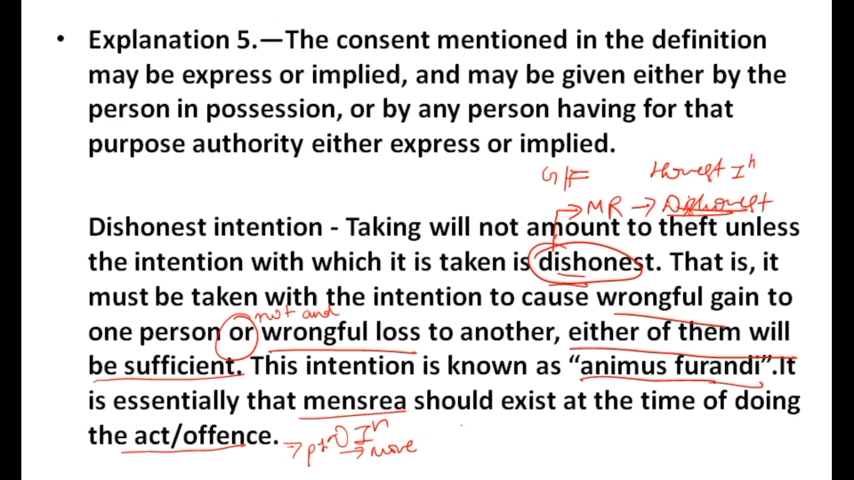 • Explanation 5.—The consent mentioned in the definition
may be express or implied, and may be given either by the
person in possession, or by any person having for that
purpose authority either express or implied.
G/F Honest In
→ MR → Dishonest
Dishonest intention - Taking will not amount to theft unless
the intention with which it is taken is dishonest. That is, it
must be taken with the intention to cause wrongful gain to
not and
one person or wrongful loss to another, either of them will
be sufficient. This intention is known as “animus furandi”.It
is essentially that mensrea should exist at the time of doing
the act/offence.
→ move